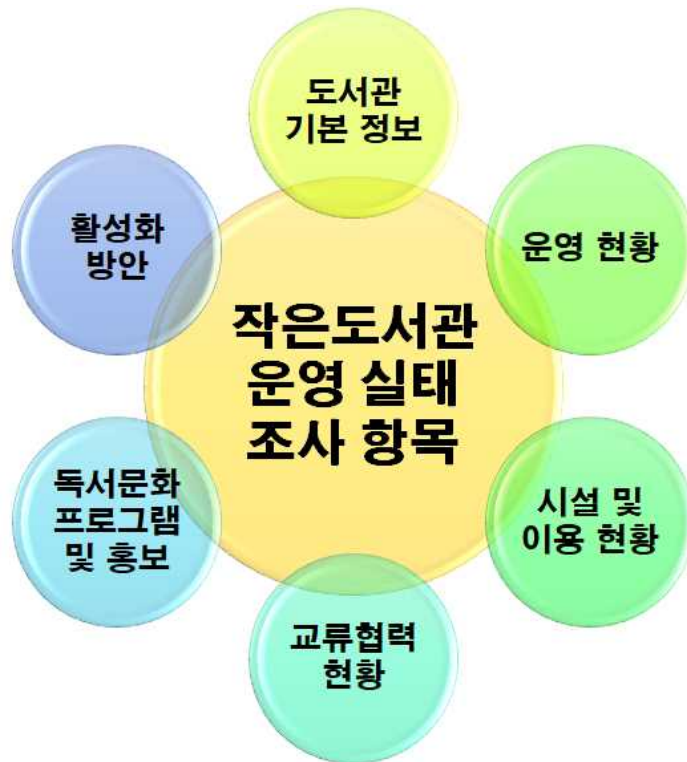 도서관
기본 정보
운영 현황
시설 및
이용 현황
교류협력
현황
독서문화
프로그램
및 홍보
활성화
방안
작은도서관
운영 실태
조사 항목